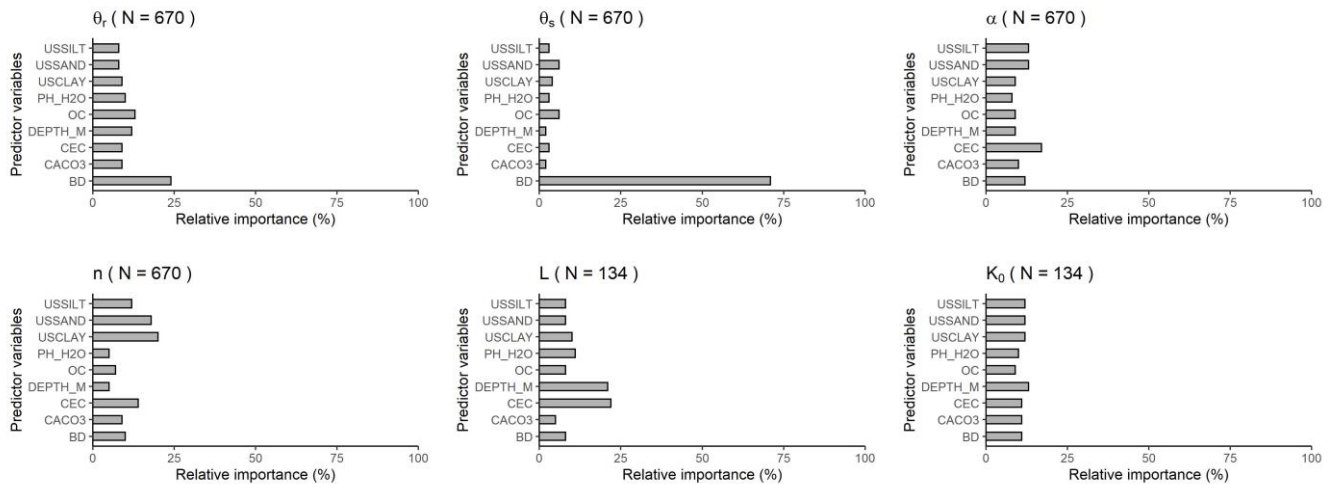 θr ( N = 670 )
Predictor variables
USSILT
USSAND
USCLAY
PH_H2O
OC
DEPTH_M
CEC
CACO3
BD
0 25 50 75 100
Relative importance (%)
θs ( N = 670 )
Predictor variables
USSILT
USSAND
USCLAY
PH_H2O
OC
DEPTH_M
CEC
CACO3
BD
0 25 50 75 100
Relative importance (%)
α ( N = 670 )
Predictor variables
USSILT
USSAND
USCLAY
PH_H2O
OC
DEPTH_M
CEC
CACO3
BD
0 25 50 75 100
Relative importance (%)
n ( N = 670 )
Predictor variables
USSILT
USSAND
USCLAY
PH_H2O
OC
DEPTH_M
CEC
CACO3
BD
0 25 50 75 100
Relative importance (%)
L ( N = 134 )
Predictor variables
USSILT
USSAND
USCLAY
PH_H2O
OC
DEPTH_M
CEC
CACO3
BD
0 25 50 75 100
Relative importance (%)
K₀ ( N = 134 )
Predictor variables
USSILT
USSAND
USCLAY
PH_H2O
OC
DEPTH_M
CEC
CACO3
BD
0 25 50 75 100
Relative importance (%)